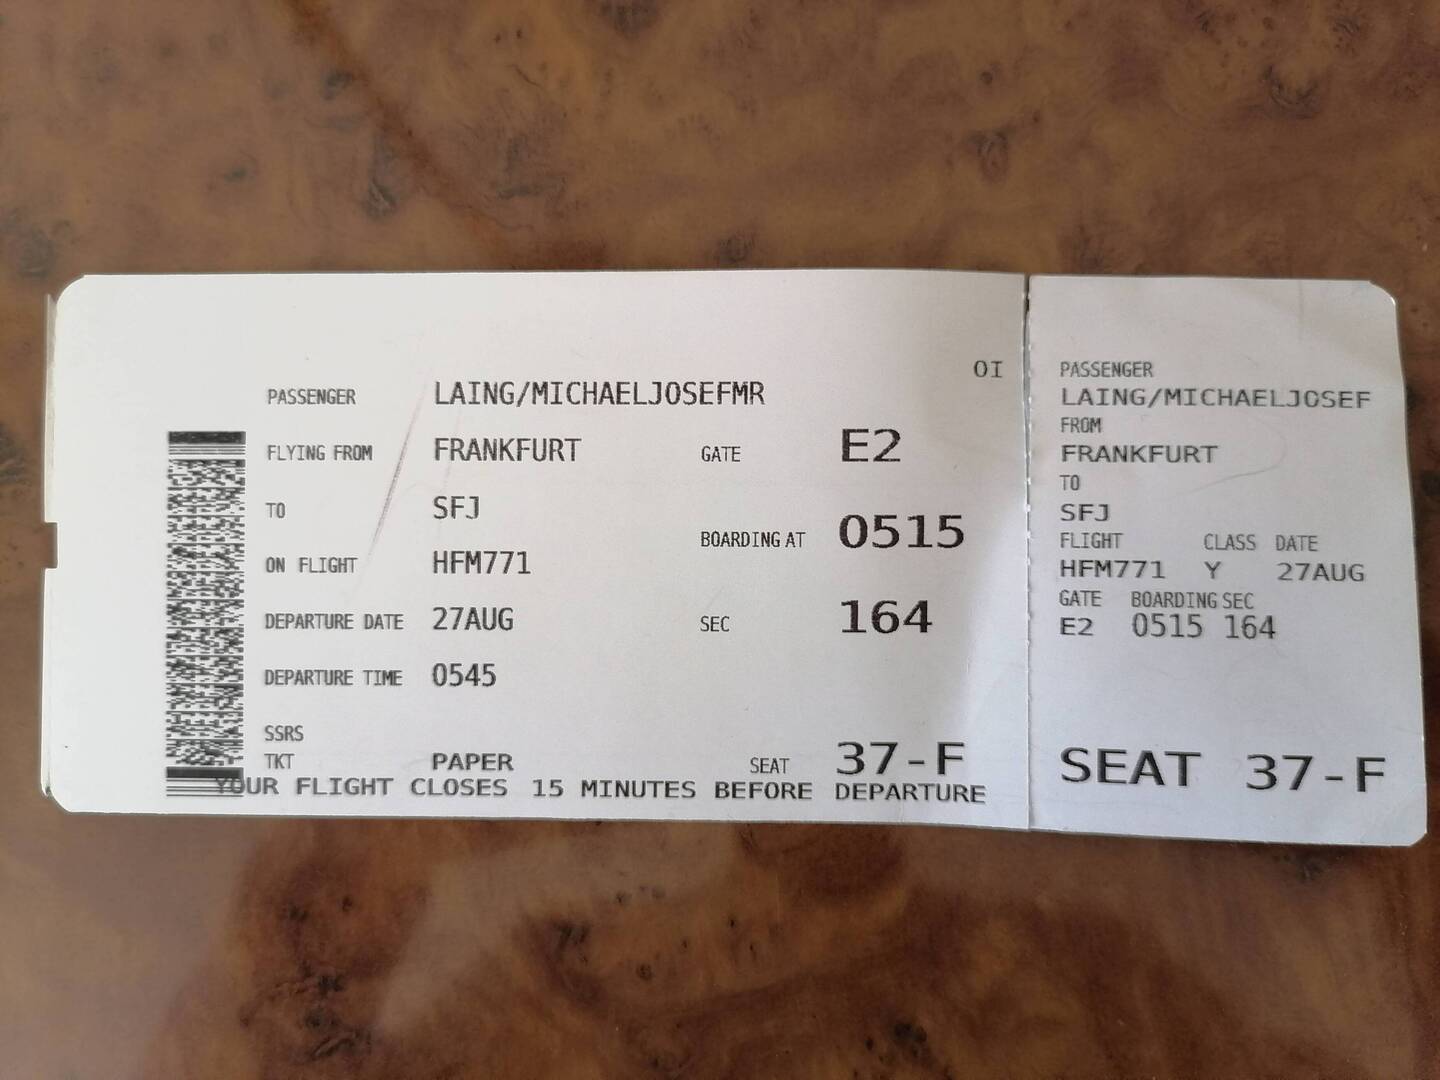 OI
PASSENGER LAING/MICHAELJOSEFMR
FLYING FROM FRANKFURT GATE E2
TO SFJ
BOARDING AT 0515
ON FLIGHT HFM771
DEPARTURE DATE 27AUG SEC 164
DEPARTURE TIME 0545
SSRS
TKT PAPER SEAT 37-F
YOUR FLIGHT CLOSES 15 MINUTES BEFORE DEPARTURE
PASSENGER
LAING/MICHAELJOSEF
FROM
FRANKFURT
TO
SFJ
FLIGHT CLASS DATE
HFM771 Y 27AUG
GATE BOARDING SEC
E2 0515 164
SEAT 37-F